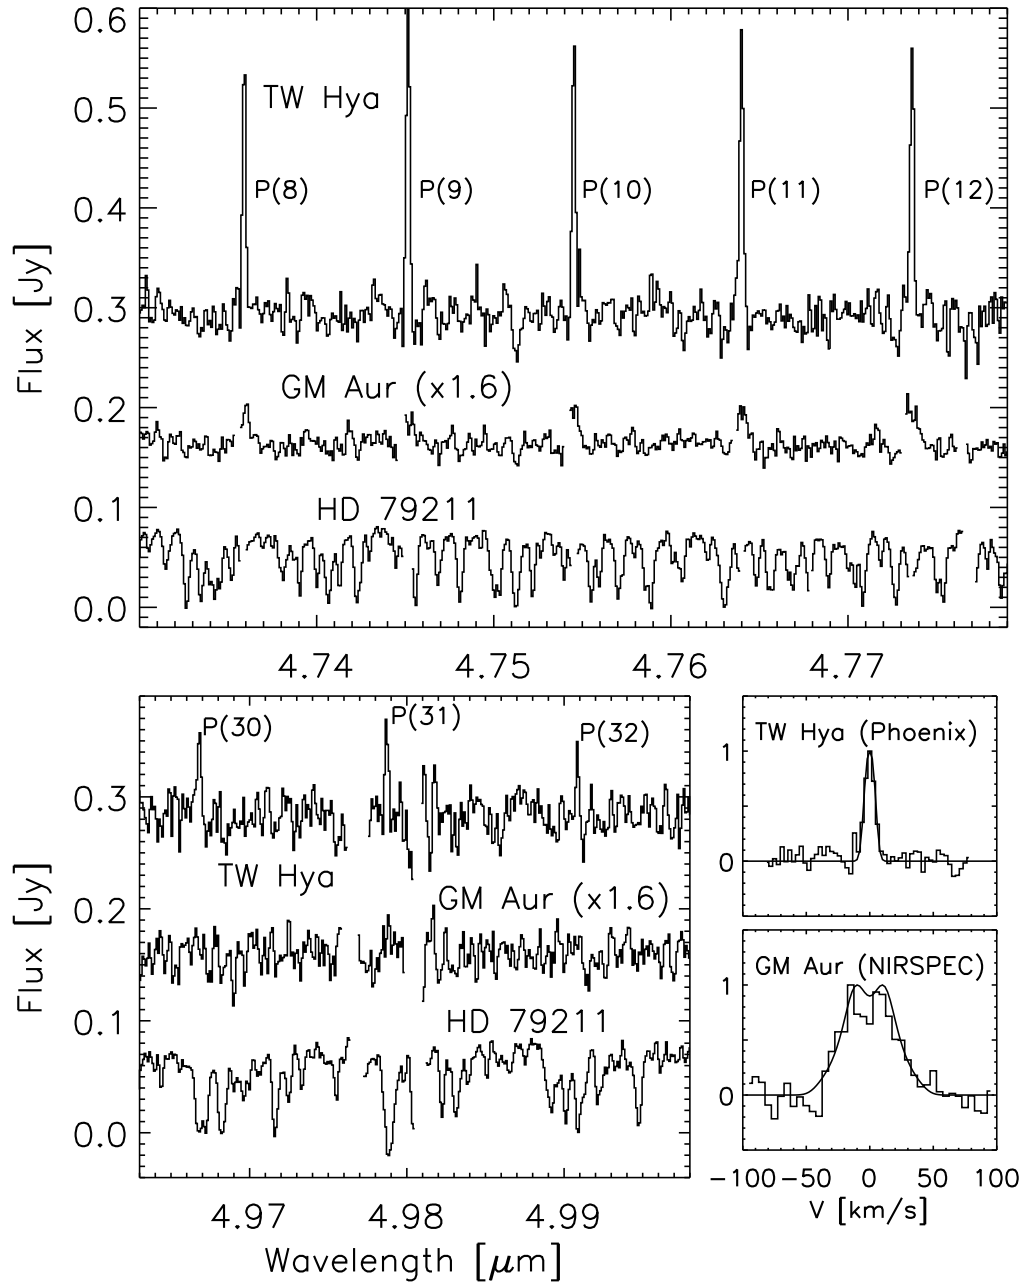 0.6
TW Hya
0.5
P(8) P(9) P(10) P(11) P(12)
0.4
Flux [Jy]
0.3
GM Aur (x1.6)
0.2
HD 79211
0.1
0.0
4.74 4.75 4.76 4.77
P(30) P(31) P(32)
0.3
TW Hya
GM Aur (x1.6)
0.2
Flux [Jy]
HD 79211
0.1
0.0
4.97 4.98 4.99
Wavelength [μm]
TW Hya (Phoenix)
1
0
GM Aur (NIRSPEC)
1
0
-100 -50 0 50 100
V [km/s]